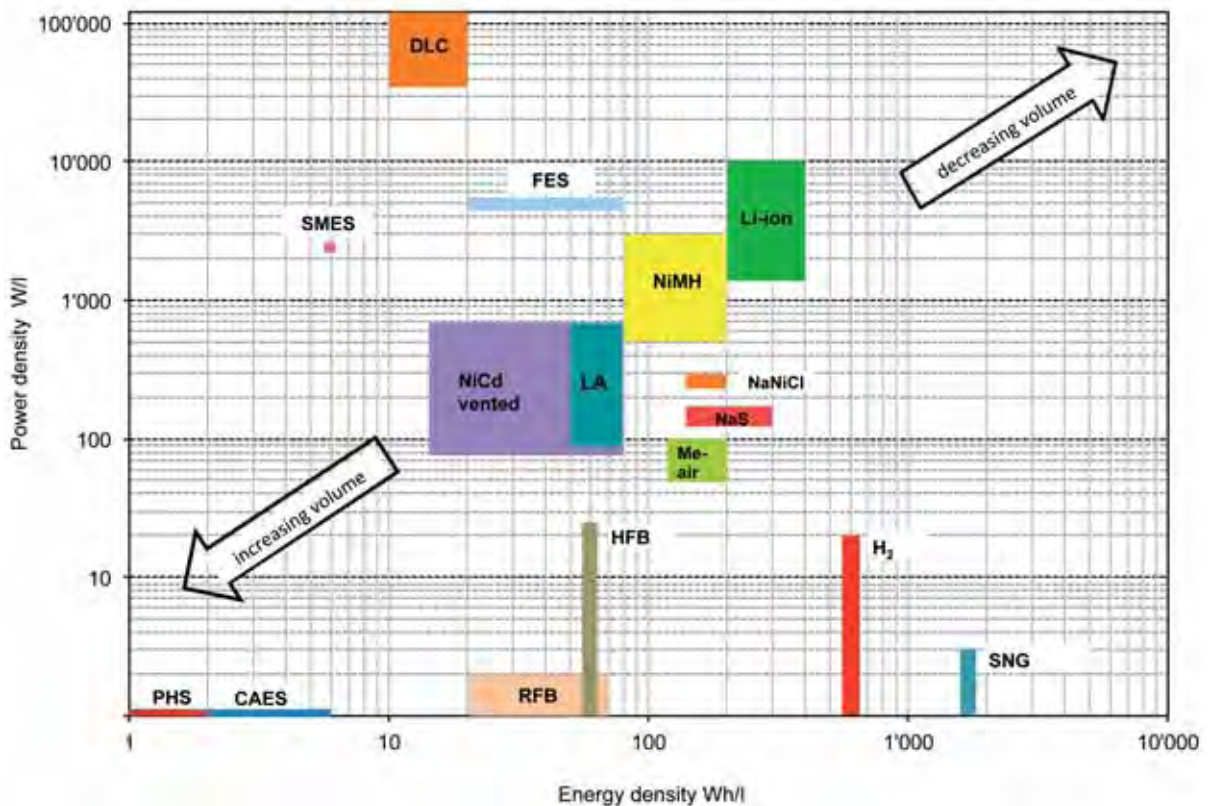 100'000
DLC
decreasing volume
10'000
FES
SMES
Li-ion
NiMH
1'000
Power density W/l
NiCd
vented
LA
NaNiCl
NaS
100
Me-
air
increasing volume
HFB
H2
10
SNG
PHS
CAES
RFB
1
10
100
1'000
10'000
Energy density Wh/l